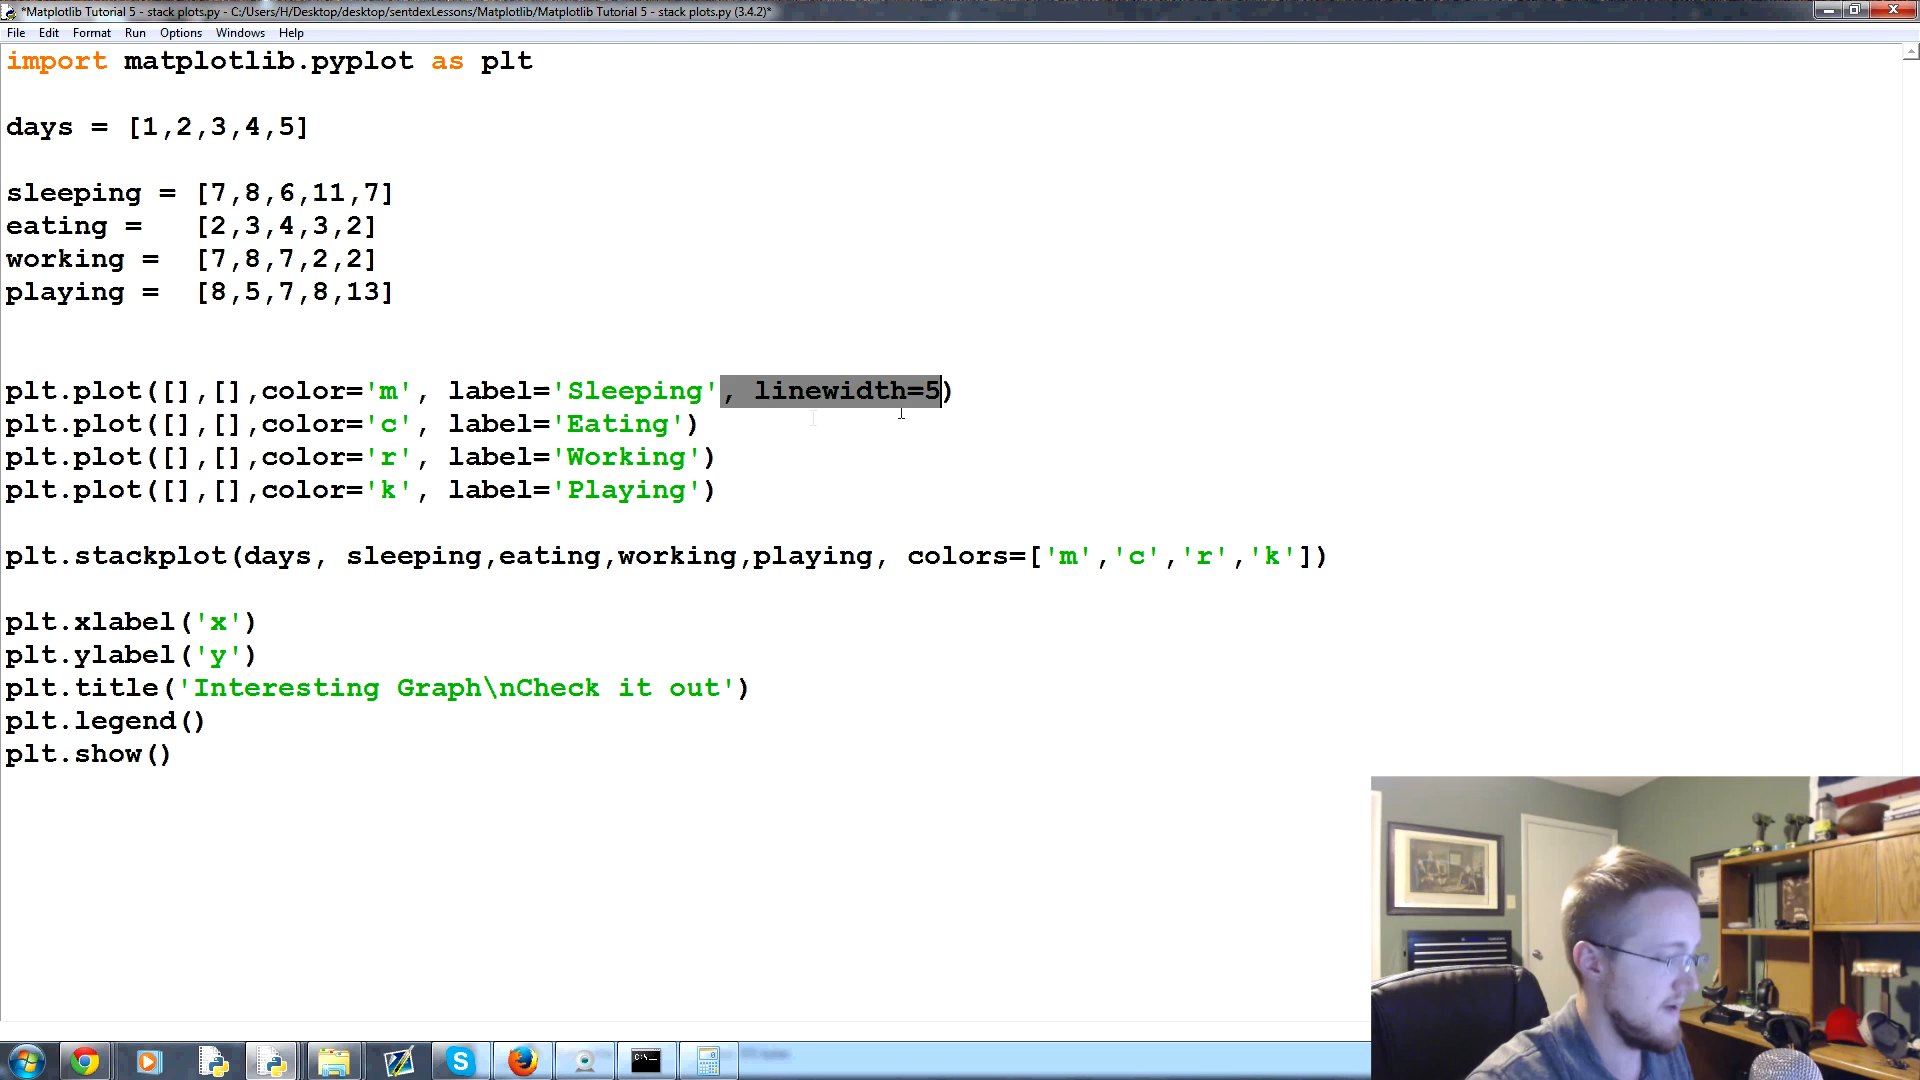 *Matplotlib Tutorial 5 - stack plots.py - C:/Users/H/Desktop/desktop/sentdexLessons/Matplotlib/Matplotlib Tutorial 5 - stack plots.py (3.4.2)*
File Edit Format Run Options Windows Help
import matplotlib.pyplot as plt
days = [1,2,3,4,5]
sleeping = [7,8,6,11,7]
eating =   [2,3,4,3,2]
working =  [7,8,7,2,2]
playing =  [8,5,7,8,13]
plt.plot([],[],color='m', label='Sleeping', linewidth=5)
plt.plot([],[],color='c', label='Eating')
plt.plot([],[],color='r', label='Working')
plt.plot([],[],color='k', label='Playing')
plt.stackplot(days, sleeping,eating,working,playing, colors=['m','c','r','k'])
plt.xlabel('x')
plt.ylabel('y')
plt.title('Interesting Graph\nCheck it out')
plt.legend()
plt.show()